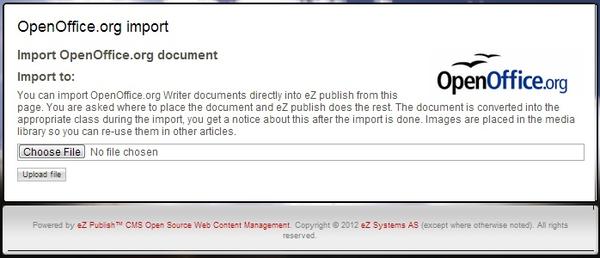 OpenOffice.org import
Import OpenOffice.org document
OpenOffice.org
Import to:
You can import OpenOffice.org Writer documents directly into eZ publish from this
page. You are asked where to place the document and eZ publish does the rest. The document is converted into the
appropriate class during the import, you get a notice about this after the import is done. Images are placed in the media
library so you can re-use them in other articles.
Choose File No file chosen
Upload file
Powered by eZ Publish™ CMS Open Source Web Content Management. Copyright © 2012 eZ Systems AS (except where otherwise noted). All rights
reserved.